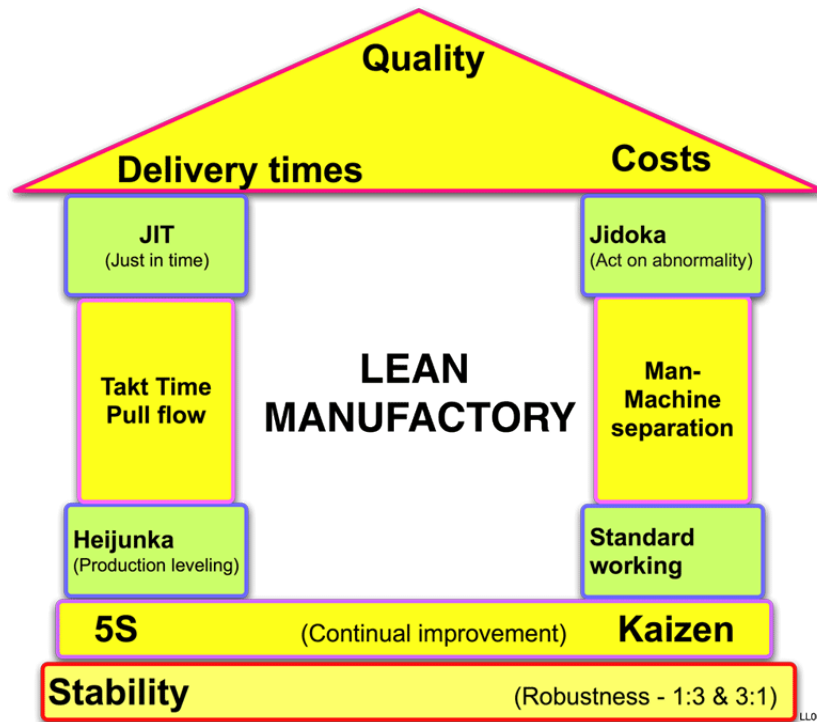 Quality
Delivery times
Costs
JIT
(Just in time)
Jidoka
(Act on abnormality)
Takt Time
Pull flow
LEAN
MANUFACTORY
Man-
Machine
separation
Heijunka
(Production leveling)
Standard
working
5S (Continual improvement) Kaizen
Stability (Robustness - 1:3 & 3:1)